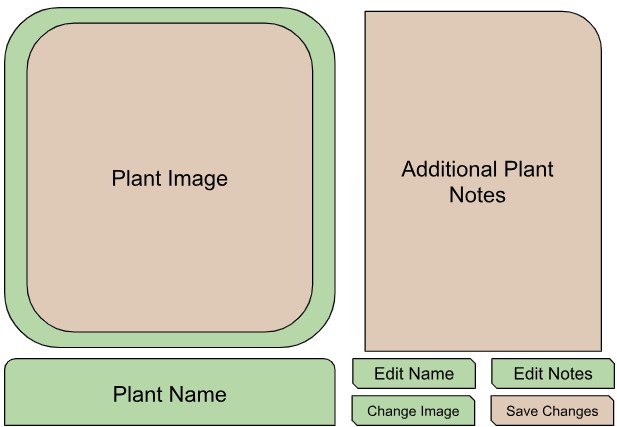 Plant Image
Additional Plant
Notes
Plant Name
Edit Name
Edit Notes
Change Image
Save Changes